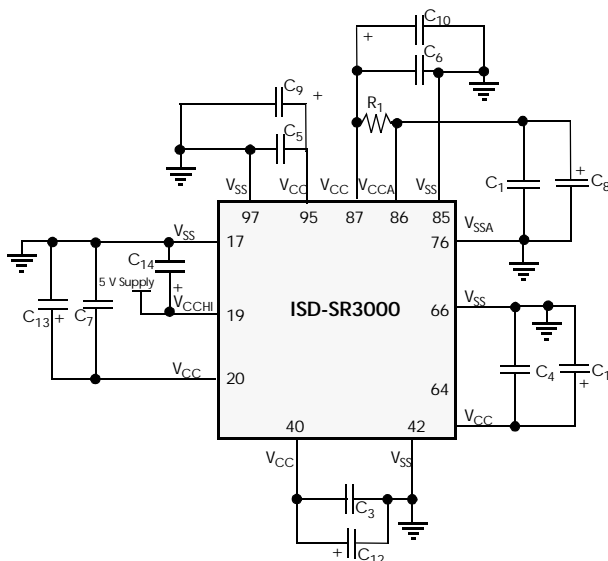 C10
+
C6
C9
+
R1
C5
VSS
VCC
VCC
VCCA
VSS
C1
+
C8
97
95
87
86
85
VSS
17
76
VSSA
C14
5 V Supply
+
VCCHI
19
ISD-SR3000
66
VSS
C13
+
C7
C4
+
C1
VCC
20
64
40
42
VCC
VCC
VSS
C3
+
C12